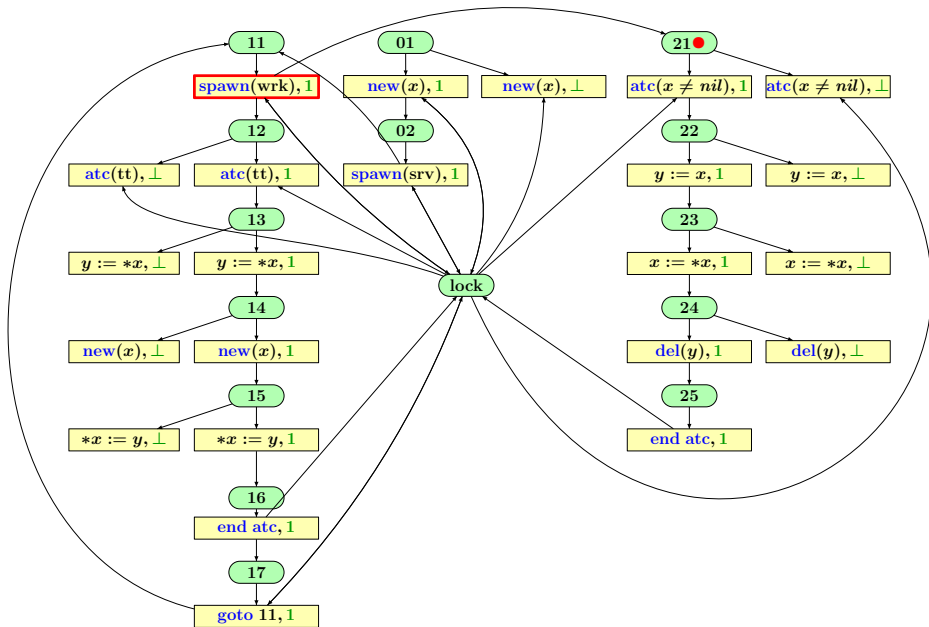 11 01 21
spawn(wrk), 1 new(x), 1 new(x), ⊥ atc(x ≠ nil), 1 atc(x ≠ nil), ⊥
12 02 22
atc(tt), ⊥ atc(tt), 1 spawn(srv), 1 y := x, 1 y := x, ⊥
13 23
y := *x, ⊥ y := *x, 1 x := *x, 1 x := *x, ⊥
lock
14 24
new(x), ⊥ new(x), 1 del(y), 1 del(y), ⊥
15 25
*x := y, ⊥ *x := y, 1 end atc, 1
16
end atc, 1
17
goto 11, 1